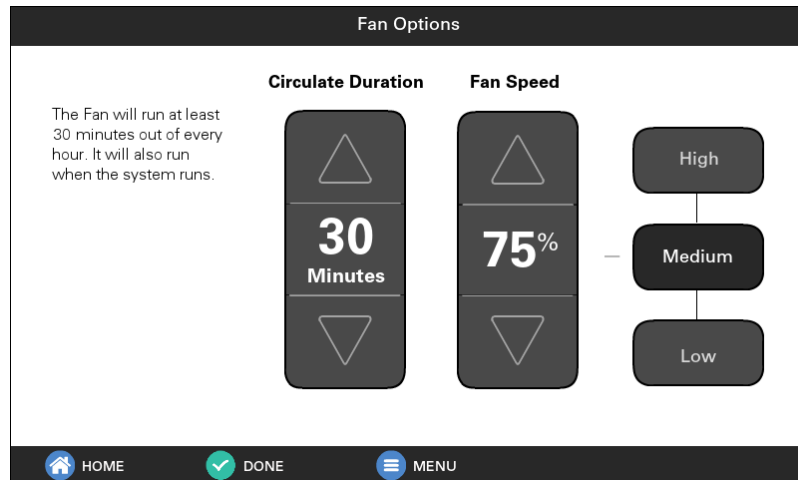 Fan Options
Circulate Duration
Fan Speed
The Fan will run at least
30 minutes out of every
hour. It will also run
when the system runs.
30
Minutes
75%
High
Medium
Low
HOME
DONE
MENU